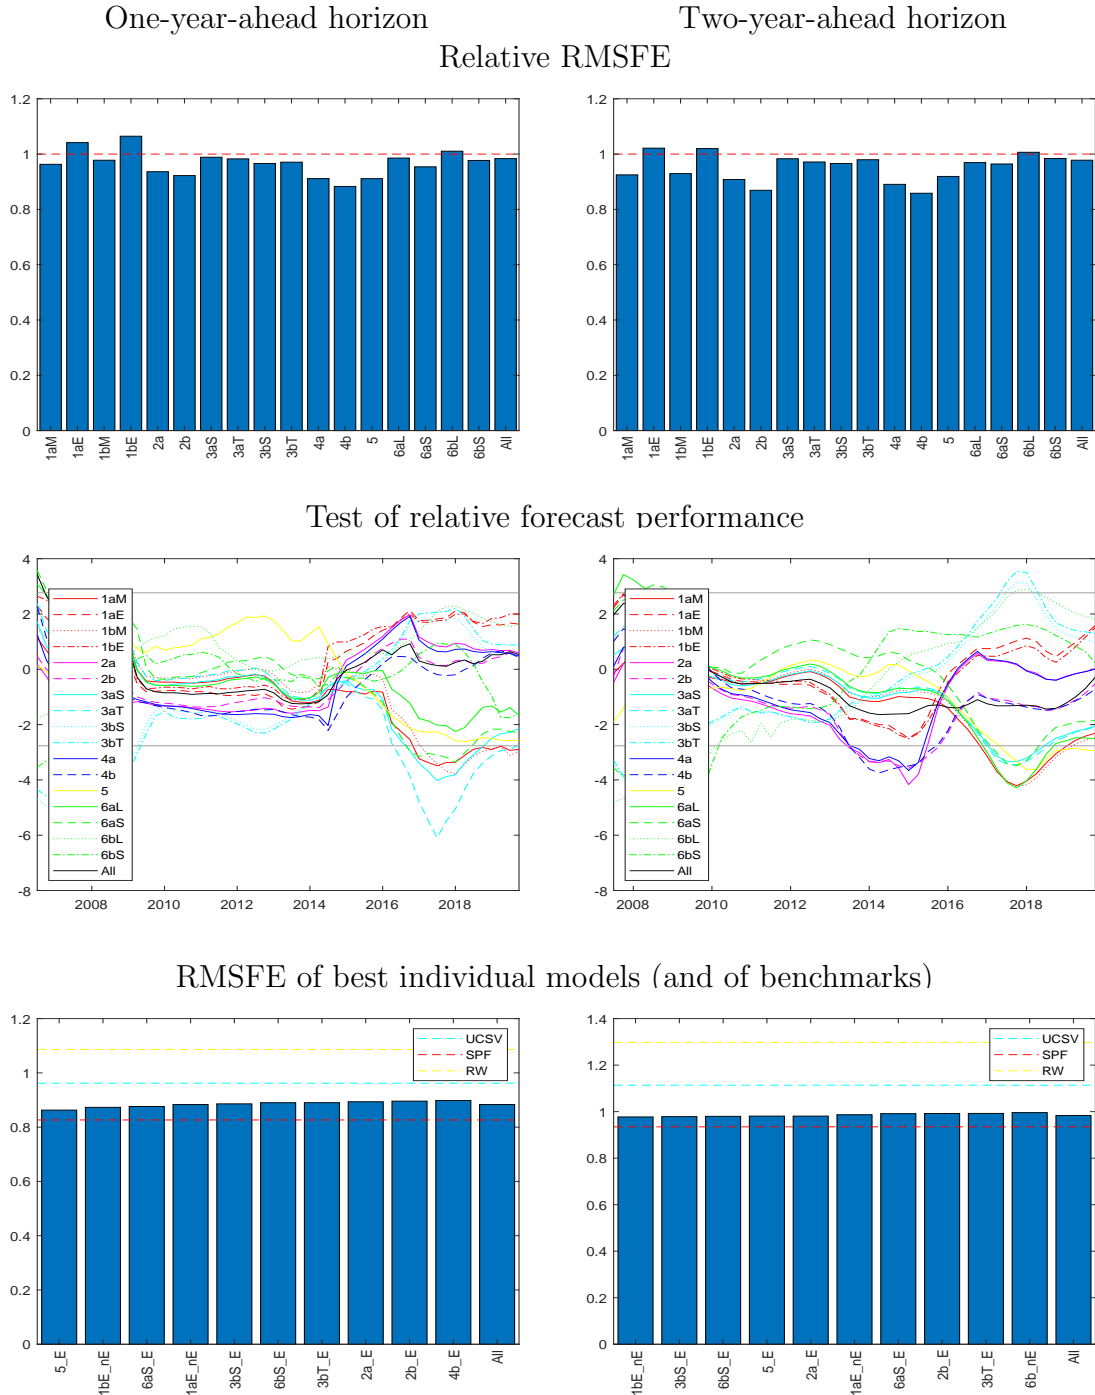 One-year-ahead horizon
Two-year-ahead horizon
Relative RMSFE
1.2
1
0.8
0.6
0.4
0.2
0
1aM
1aE
1bM
1bE
2a
2b
3aS
3aT
3bS
3bT
4a
4b
5
6aL
6aS
6bL
6bS
All
1.2
1
0.8
0.6
0.4
0.2
0
1aM
1aE
1bM
1bE
2a
2b
3aS
3aT
3bS
3bT
4a
4b
5
6aL
6aS
6bL
6bS
All
Test of relative forecast performance
4
2
0
-2
-4
-6
-8
1aM
1aE
1bM
1bE
2a
2b
3aS
3aT
3bS
3bT
4a
4b
5
6aL
6aS
6bL
6bS
All
2008 2010 2012 2014 2016 2018
4
2
0
-2
-4
-6
-8
1aM
1aE
1bM
1bE
2a
2b
3aS
3aT
3bS
3bT
4a
4b
5
6aL
6aS
6bL
6bS
All
2008 2010 2012 2014 2016 2018
RMSFE of best individual models (and of benchmarks)
1.2
1
0.8
0.6
0.4
0.2
0
UCSV
SPF
RW
5_E
1bE_nE
6aS_E
1aE_nE
3bS_E
6bS_E
3bT_E
2a_E
2b_E
4b_E
All
1.4
1.2
1
0.8
0.6
0.4
0.2
0
UCSV
SPF
RW
1bE_nE
3bS_E
6bS_E
5_E
2a_E
1aE_nE
6aS_E
2b_E
3bT_E
6b_nE
All